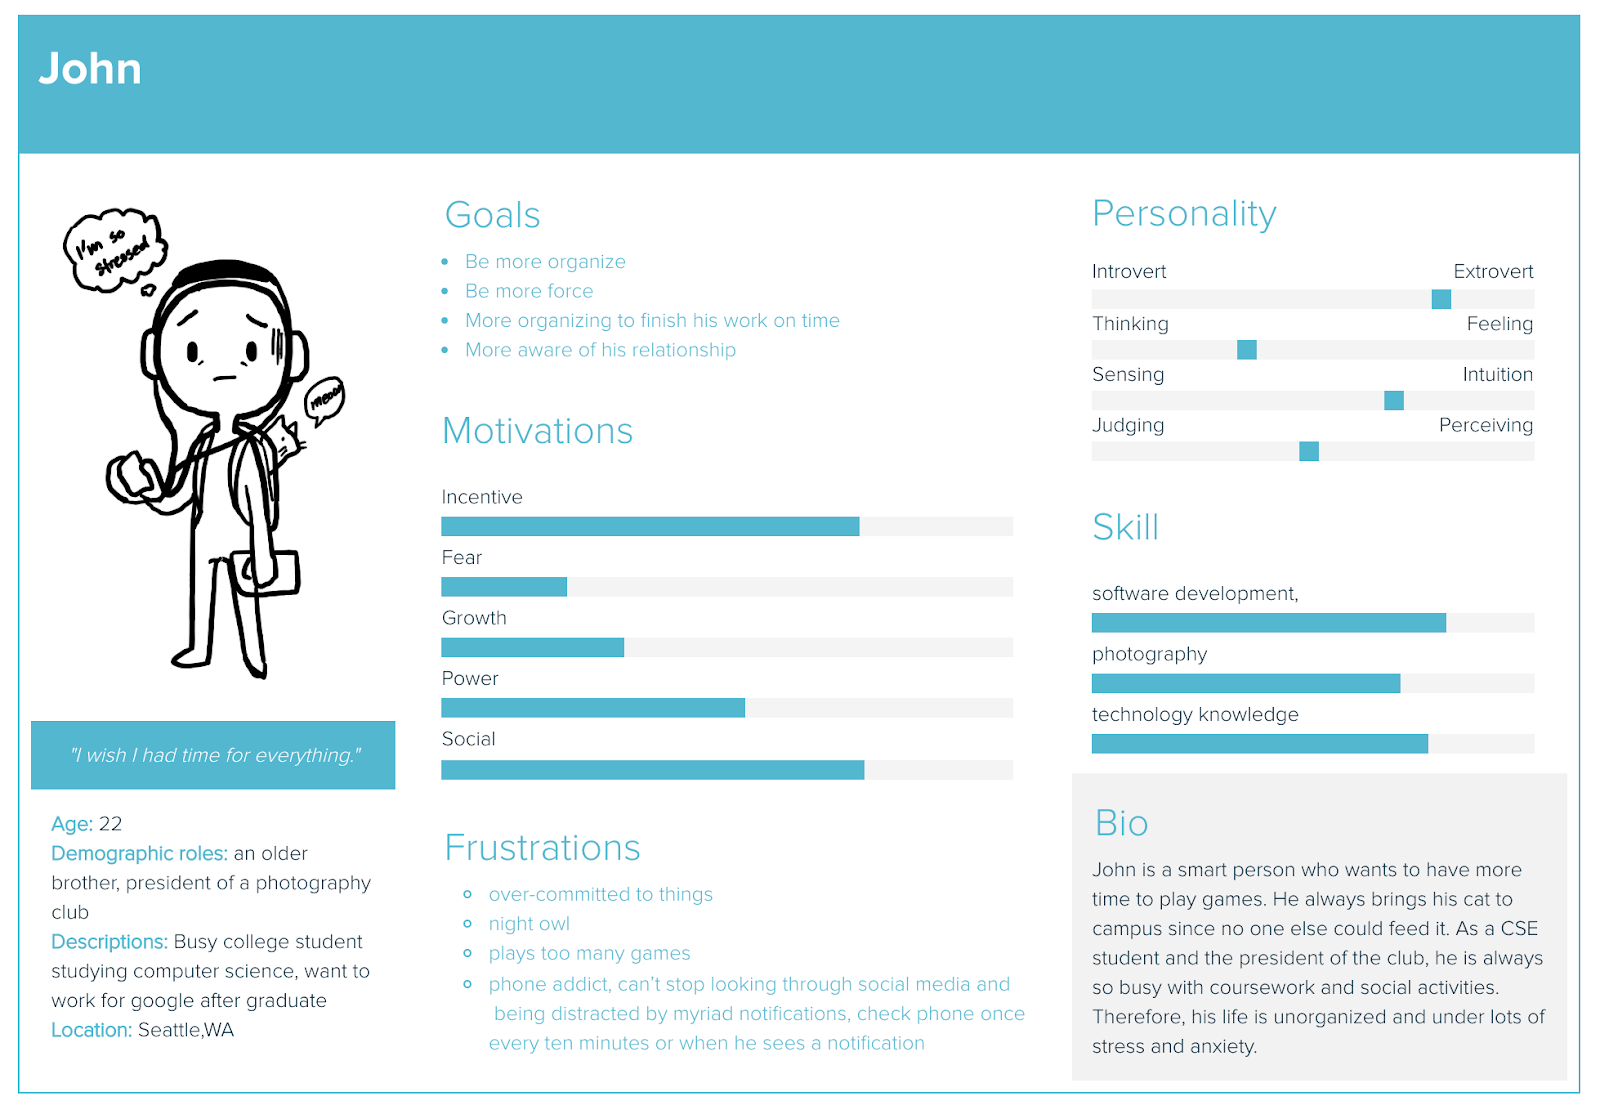 John
I'm so
stressed
meooow
"I wish I had time for everything."
Age: 22
Demographic roles: an older
brother, president of a photography
club
Descriptions: Busy college student
studying computer science, want to
work for google after graduate
Location: Seattle,WA
Goals
Be more organize
Be more force
More organizing to finish his work on time
More aware of his relationship
Motivations
Incentive
Fear
Growth
Power
Social
Frustrations
over-committed to things
night owl
plays too many games
phone addict, can't stop looking through social media and
being distracted by myriad notifications, check phone once
every ten minutes or when he sees a notification
Personality
Introvert Extrovert
Thinking Feeling
Sensing Intuition
Judging Perceiving
Skill
software development,
photography
technology knowledge
Bio
John is a smart person who wants to have more
time to play games. He always brings his cat to
campus since no one else could feed it. As a CSE
student and the president of the club, he is always
so busy with coursework and social activities.
Therefore, his life is unorganized and under lots of
stress and anxiety.